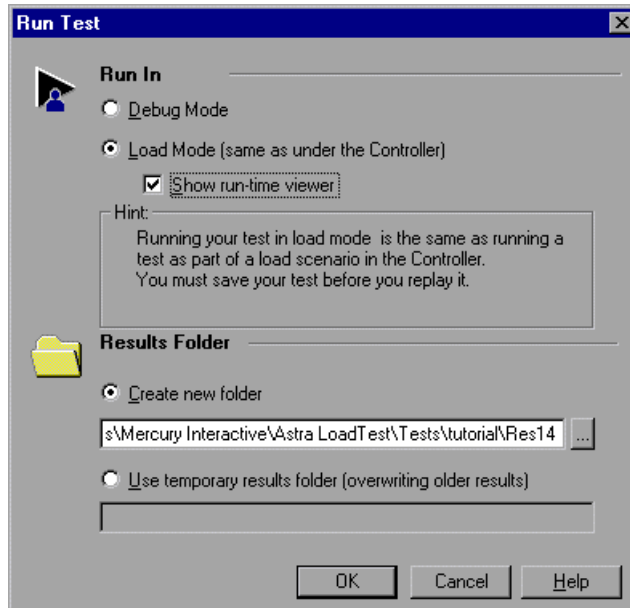 Run Test
Run In
Debug Mode
Load Mode (same as under the Controller)
Show run-time viewer
Hint:
Running your test in load mode is the same as running a
test as part of a load scenario in the Controller.
You must save your test before you replay it.
Results Folder
Create new folder
s\Mercury Interactive\Astra LoadTest\Tests\tutorial\Res14 ...
Use temporary results folder (overwriting older results)
OK Cancel Help